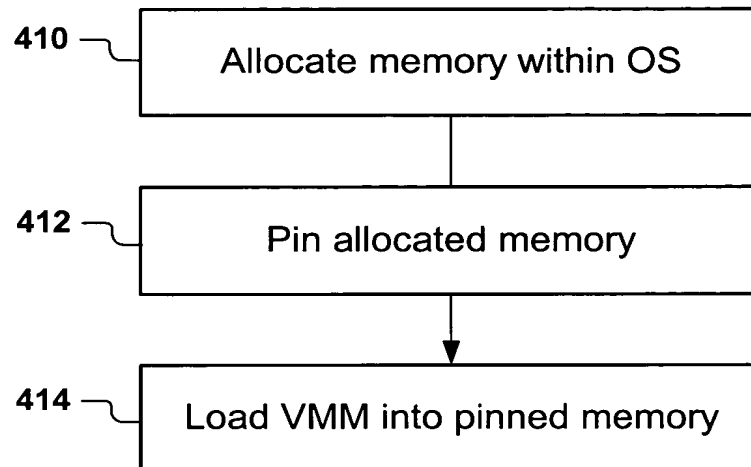 410
Allocate memory within OS
412
Pin allocated memory
414
Load VMM into pinned memory